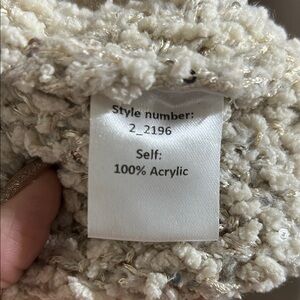 Style number:
2_2196
Self:
100% Acrylic